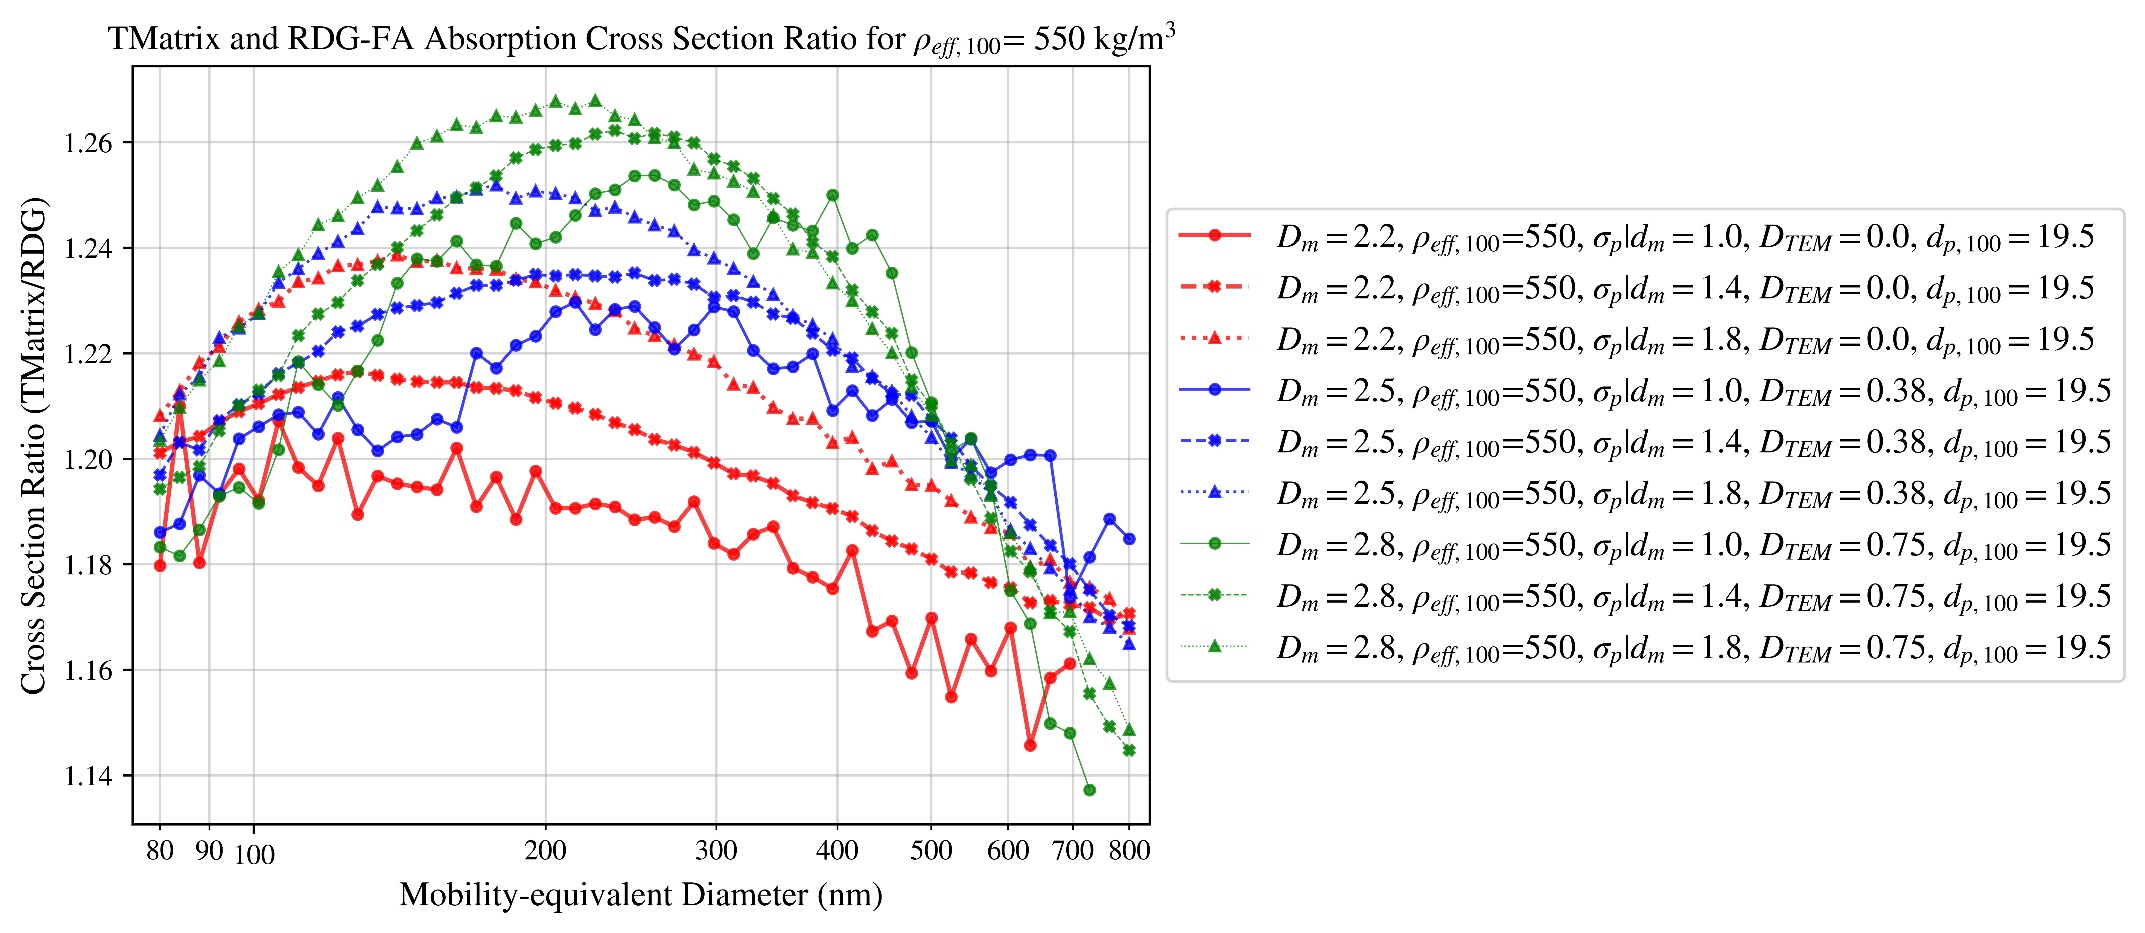 TMatrix and RDG-FA Absorption Cross Section Ratio for ρeff, 100= 550 kg/m³
Cross Section Ratio (TMatrix/RDG)
1.26
1.24
1.22
1.20
1.18
1.16
1.14
80 90 100 200 300 400 500 600 700 800
Mobility-equivalent Diameter (nm)
Dm = 2.2, ρeff, 100=550, σp|dm = 1.0, DTEM = 0.0, dp, 100 = 19.5
Dm = 2.2, ρeff, 100=550, σp|dm = 1.4, DTEM = 0.0, dp, 100 = 19.5
Dm = 2.2, ρeff, 100=550, σp|dm = 1.8, DTEM = 0.0, dp, 100 = 19.5
Dm = 2.5, ρeff, 100=550, σp|dm = 1.0, DTEM = 0.38, dp, 100 = 19.5
Dm = 2.5, ρeff, 100=550, σp|dm = 1.4, DTEM = 0.38, dp, 100 = 19.5
Dm = 2.5, ρeff, 100=550, σp|dm = 1.8, DTEM = 0.38, dp, 100 = 19.5
Dm = 2.8, ρeff, 100=550, σp|dm = 1.0, DTEM = 0.75, dp, 100 = 19.5
Dm = 2.8, ρeff, 100=550, σp|dm = 1.4, DTEM = 0.75, dp, 100 = 19.5
Dm = 2.8, ρeff, 100=550, σp|dm = 1.8, DTEM = 0.75, dp, 100 = 19.5